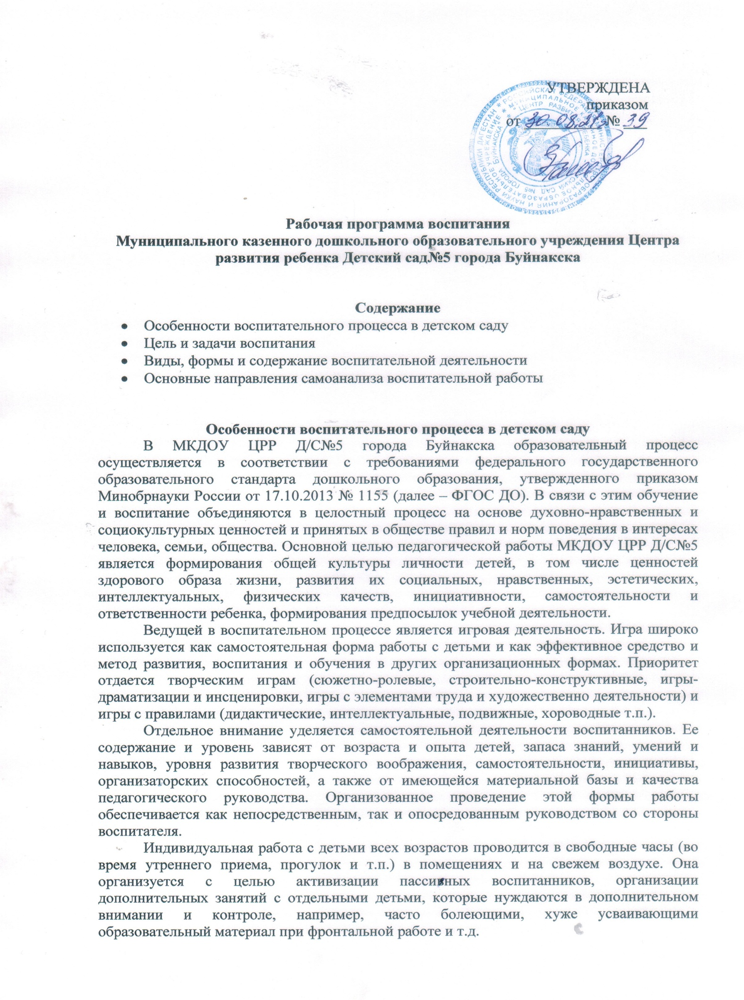 УТВЕРЖДЕНА
приказом
от 30.08.21г № 39
Рабочая программа воспитания
Муниципального казенного дошкольного образовательного учреждения Центра
развития ребенка Детский сад№5 города Буйнакска
Содержание
• Особенности воспитательного процесса в детском саду
• Цель и задачи воспитания
• Виды, формы и содержание воспитательной деятельности
• Основные направления самоанализа воспитательной работы
Особенности воспитательного процесса в детском саду
В МКДОУ ЦРР Д/С№5 города Буйнакска образовательный процесс
осуществляется в соответствии с требованиями федерального государственного
образовательного стандарта дошкольного образования, утвержденного приказом
Минобрнауки России от 17.10.2013 № 1155 (далее – ФГОС ДО). В связи с этим обучение
и воспитание объединяются в целостный процесс на основе духовно-нравственных и
социокультурных ценностей и принятых в обществе правил и норм поведения в интересах
человека, семьи, общества. Основной целью педагогической работы МКДОУ ЦРР Д/С№5
является формирования общей культуры личности детей, в том числе ценностей
здорового образа жизни, развития их социальных, нравственных, эстетических,
интеллектуальных, физических качеств, инициативности, самостоятельности и
ответственности ребенка, формирования предпосылок учебной деятельности.
Ведущей в воспитательном процессе является игровая деятельность. Игра широко
используется как самостоятельная форма работы с детьми и как эффективное средство и
метод развития, воспитания и обучения в других организационных формах. Приоритет
отдается творческим играм (сюжетно-ролевые, строительно-конструктивные, игры-
драматизации и инсценировки, игры с элементами труда и художественно деятельности) и
игры с правилами (дидактические, интеллектуальные, подвижные, хороводные т.п.).
Отдельное внимание уделяется самостоятельной деятельности воспитанников. Ее
содержание и уровень зависят от возраста и опыта детей, запаса знаний, умений и
навыков, уровня развития творческого воображения, самостоятельности, инициативы,
организаторских способностей, а также от имеющейся материальной базы и качества
педагогического руководства. Организованное проведение этой формы работы
обеспечивается как непосредственным, так и опосредованным руководством со стороны
воспитателя.
Индивидуальная работа с детьми всех возрастов проводится в свободные часы (во
время утреннего приема, прогулок и т.п.) в помещениях и на свежем воздухе. Она
организуется с целью активизации пассивных воспитанников, организации
дополнительных занятий с отдельными детьми, которые нуждаются в дополнительном
внимании и контроле, например, часто болеющими, хуже усваивающими
образовательный материал при фронтальной работе и т.д.